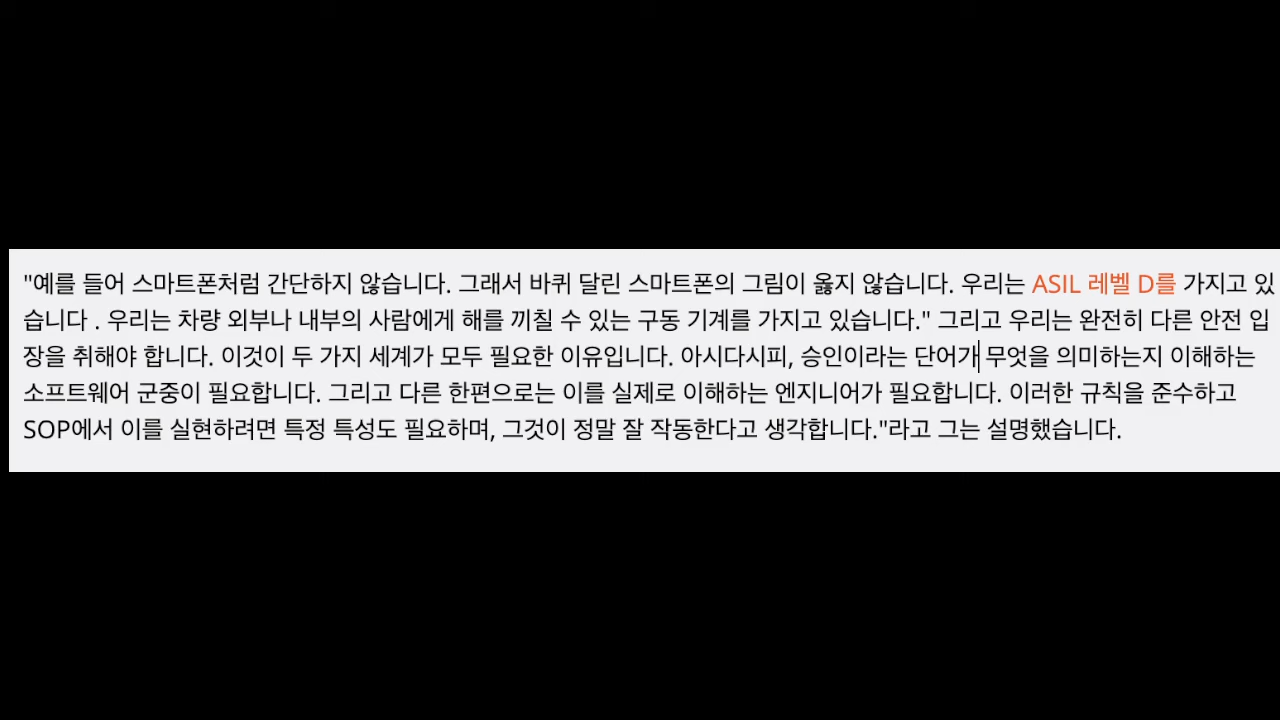 "예를 들어 스마트폰처럼 간단하지 않습니다. 그래서 바퀴 달린 스마트폰의 그림이 옳지 않습니다. 우리는 ASIL 레벨 D를 가지고 있
습니다 . 우리는 차량 외부나 내부의 사람에게 해를 끼칠 수 있는 구동 기계를 가지고 있습니다." 그리고 우리는 완전히 다른 안전 입
장을 취해야 합니다. 이것이 두 가지 세계가 모두 필요한 이유입니다. 아시다시피, 승인이라는 단어가 무엇을 의미하는지 이해하는
소프트웨어 군중이 필요합니다. 그리고 다른 한편으로는 이를 실제로 이해하는 엔지니어가 필요합니다. 이러한 규칙을 준수하고
SOP에서 이를 실현하려면 특정 특성도 필요하며, 그것이 정말 잘 작동한다고 생각합니다."라고 그는 설명했습니다.